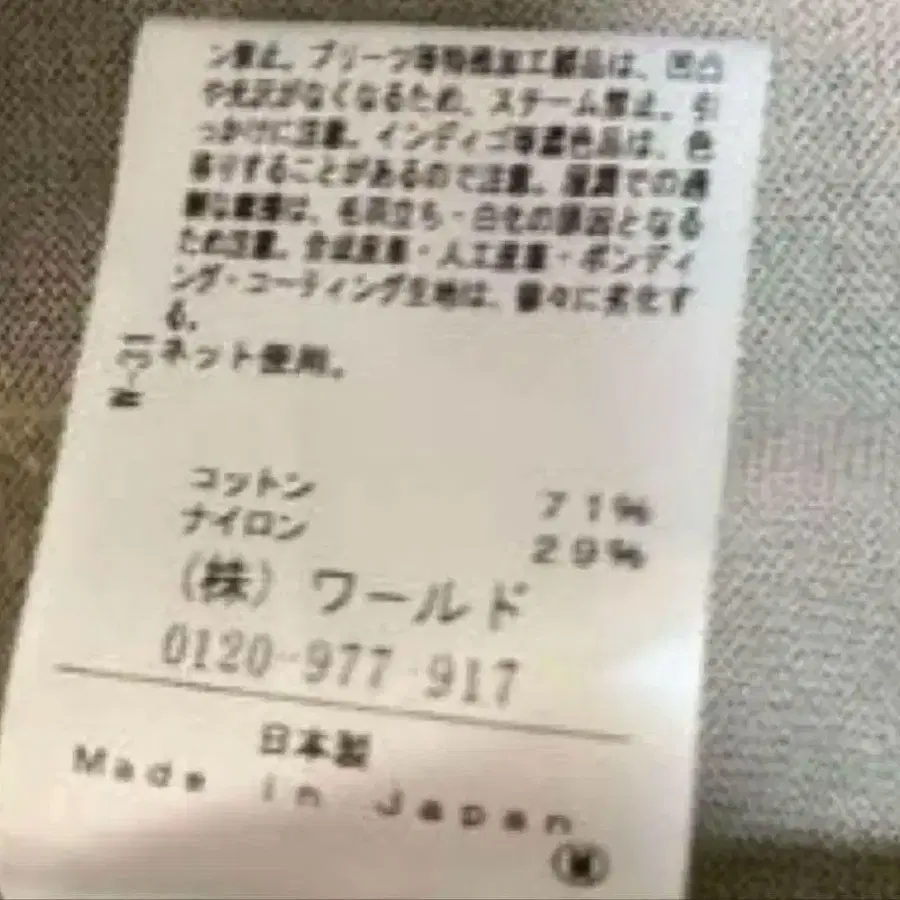 ン禁止。プリーツ等特殊加工製品は、凹凸
や光沢がなくなるため、スチーム禁止。引
っかけに注意。インディゴ等濃色品は、色
移りすることがあるので注意。湿潤での過
度な摩擦は、毛羽立ち・白化の原因となる
ため注意。合成皮革・人工皮革・ボンディ
ング・コーティング生地は、徐々に劣化す
る。
ネット使用。
コットン 71%
ナイロン 29%
(株) ワールド
0120-977-917
日本製
Made in Japan